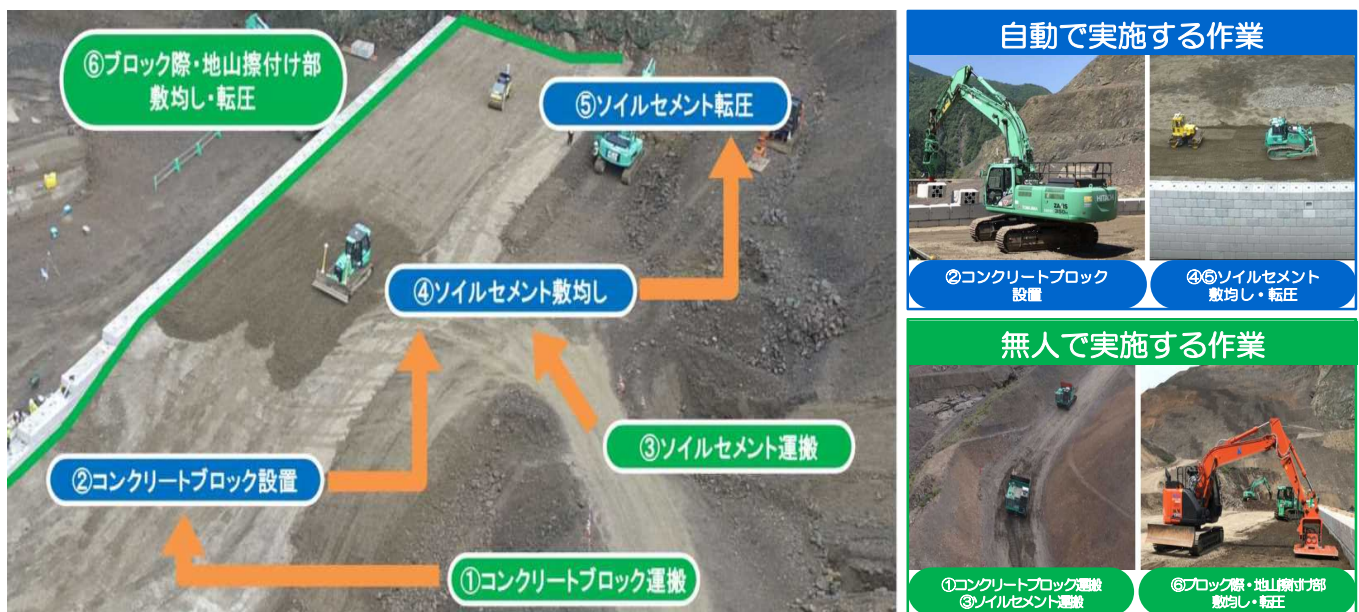 ⑥ブロック際・地山擦付け部
敷均し・転圧
⑤ソイルセメント転圧
④ソイルセメント敷均し
③ソイルセメント運搬
②コンクリートブロック設置
①コンクリートブロック運搬
自動で実施する作業
HITACHI
②コンクリートブロック
設置
④⑤ソイルセメント
敷均し・転圧
無人で実施する作業
①コンクリートブロック運搬
③ソイルセメント運搬
⑥ブロック際・地山擦付け部
敷均し・転圧